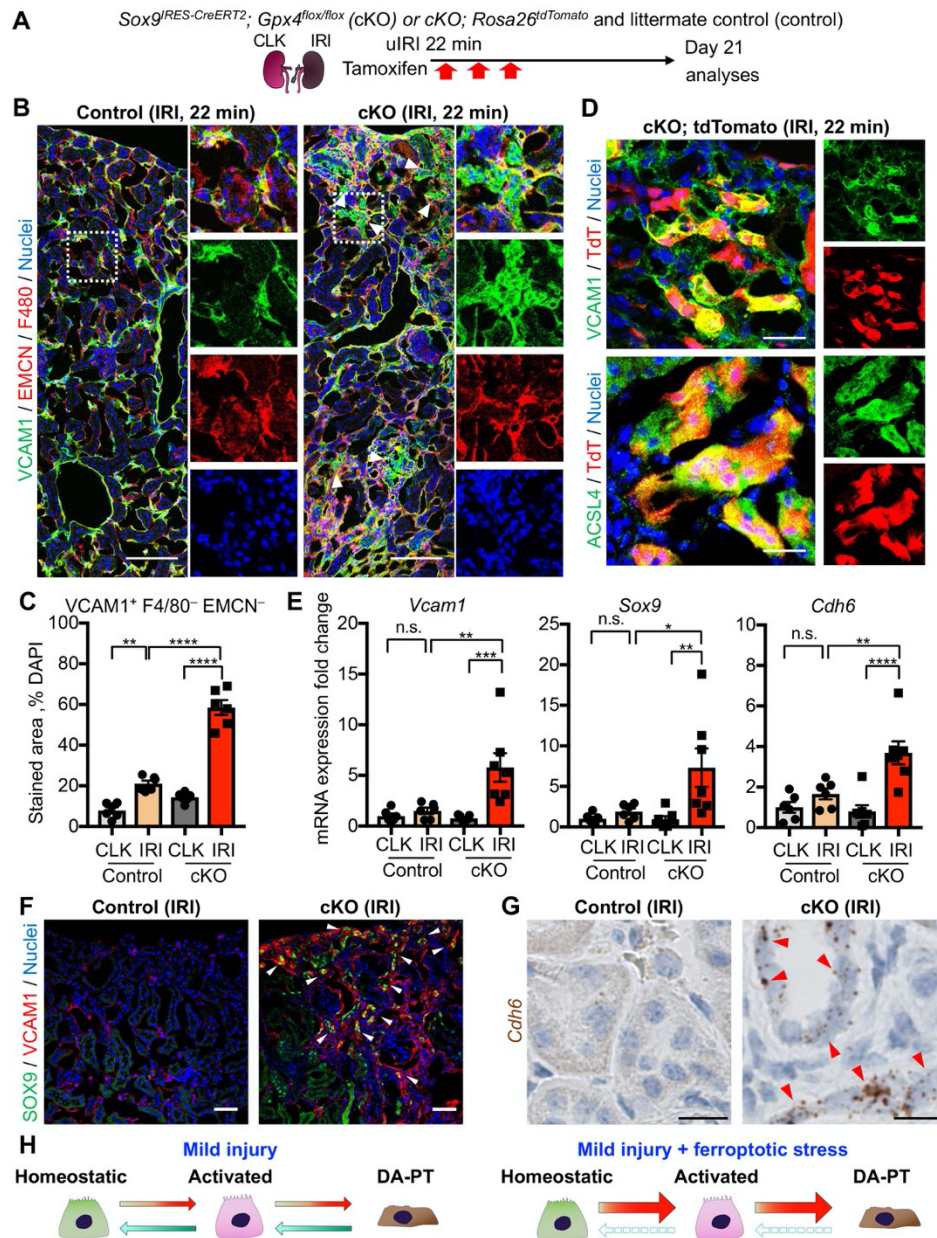 A
Sox9IRES-CreERT2; Gpx4flox/flox (cKO) or cKO; Rosa26tdTomato and littermate control (control)
CLK IRI
uIRI 22 min
Tamoxifen
Day 21
analyses
B
Control (IRI, 22 min)
cKO (IRI, 22 min)
VCAM1 / EMCN / F480 / Nuclei
D
cKO; tdTomato (IRI, 22 min)
VCAM1 / TdT / Nuclei
ACSL4 / TdT / Nuclei
C
VCAM1+ F4/80– EMCN–
Stained area ,% DAPI
100
80
60
40
20
0
** ****
****
CLK IRI CLK IRI
Control cKO
E
mRNA expression fold change
Vcam1
20
15
10
5
0
n.s. **
***
CLK IRI CLK IRI
Control cKO
Sox9
25
20
15
10
5
0
n.s. *
**
CLK IRI CLK IRI
Control cKO
Cdh6
10
8
6
4
2
0
n.s. **
****
CLK IRI CLK IRI
Control cKO
F
Control (IRI)
cKO (IRI)
SOX9 / VCAM1 / Nuclei
G
Control (IRI)
cKO (IRI)
Cdh6
H
Mild injury
Homeostatic Activated DA-PT
Mild injury + ferroptotic stress
Homeostatic Activated DA-PT